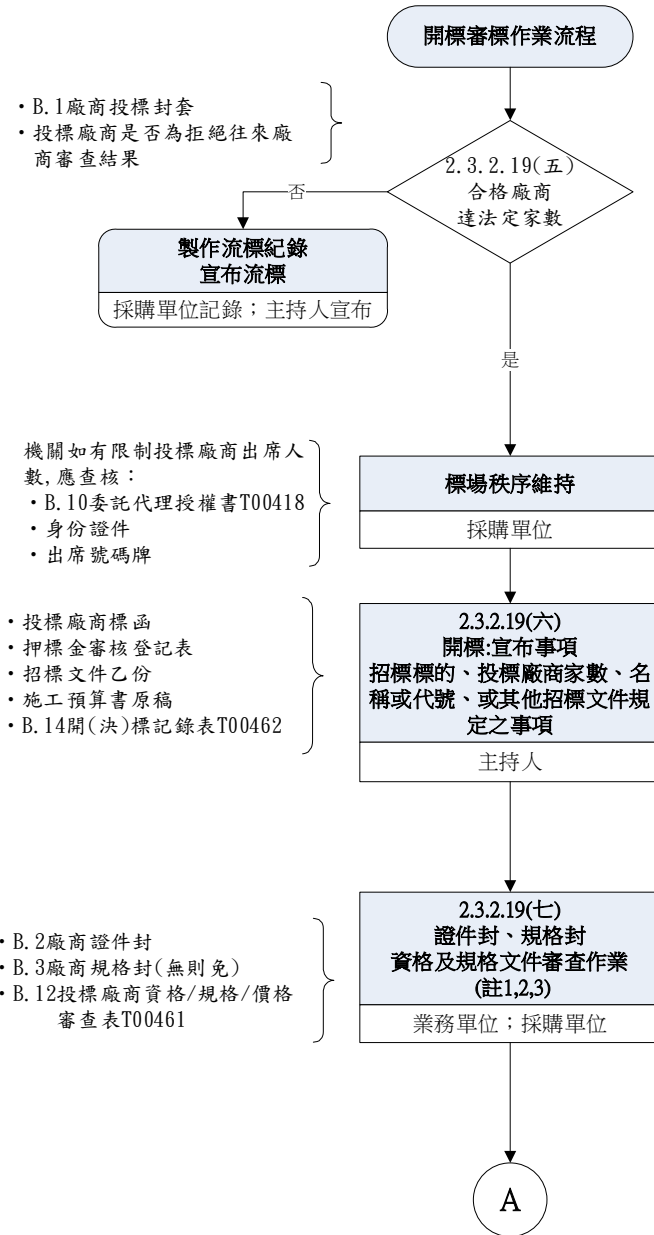 開標審標作業流程
・B.1廠商投標封套
・投標廠商是否為拒絕往來廠
商審查結果
2.3.2.19(五)
合格廠商
達法定家數
否
製作流標紀錄
宣布流標
採購單位記錄；主持人宣布
是
機關如有限制投標廠商出席人
數,應查核：
・B.10委託代理授權書T00418
・身份證件
・出席號碼牌
標場秩序維持
採購單位
・投標廠商標函
・押標金審核登記表
・招標文件乙份
・施工預算書原稿
・B.14開(決)標記錄表T00462
2.3.2.19(六)
開標:宣布事項
招標標的、投標廠商家數、名
稱或代號、或其他招標文件規
定之事項
主持人
・B.2廠商證件封
・B.3廠商規格封(無則免)
・B.12投標廠商資格/規格/價格
審查表T00461
2.3.2.19(七)
證件封、規格封
資格及規格文件審查作業
(註1,2,3)
業務單位；採購單位
A